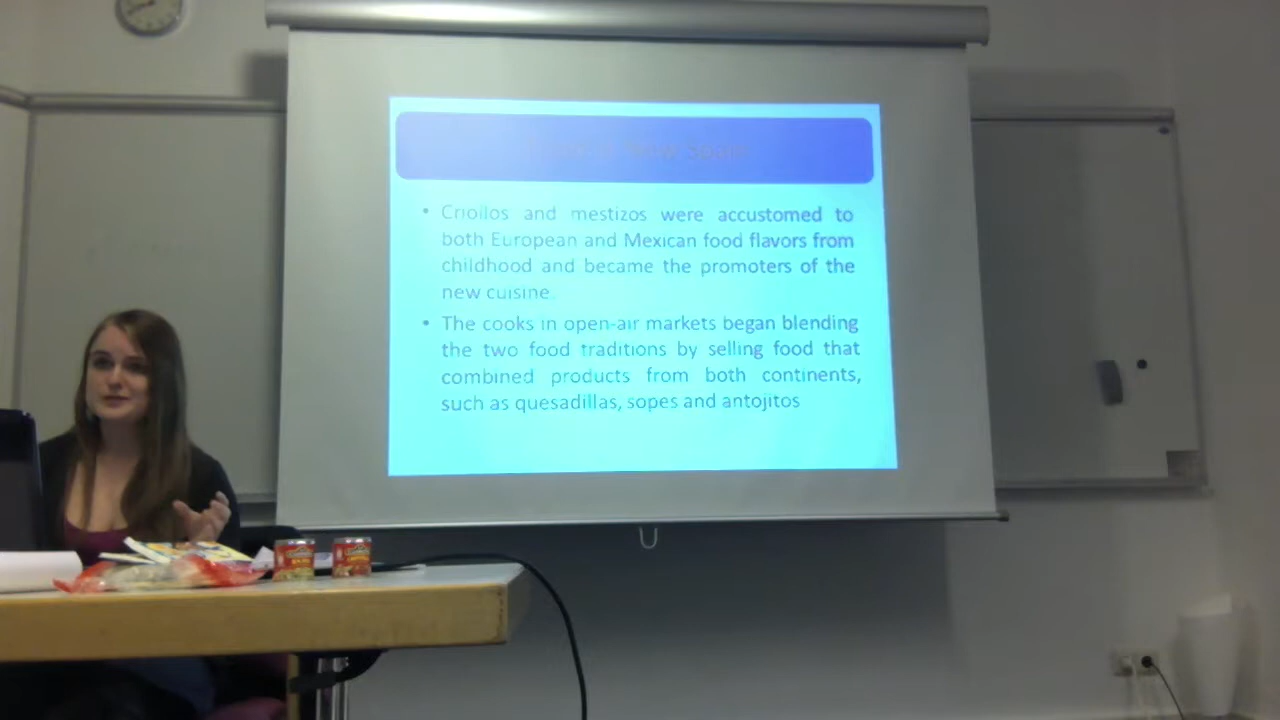 New Spain
• Criollos and mestizos were accustomed to
both European and Mexican food flavors from
childhood and became the promoters of the
new cuisine.
• The cooks in open-air markets began blending
the two food traditions by selling food that
combined products from both continents,
such as quesadillas, sopes and antojitos